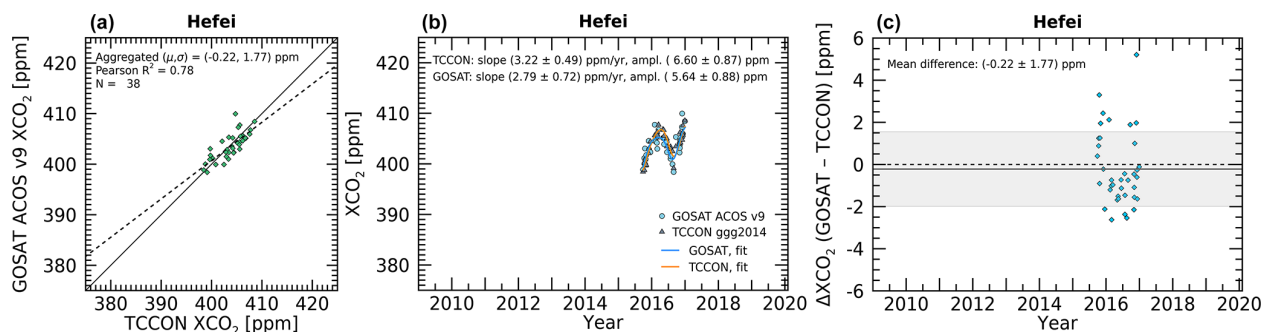 (a)
Hefei
GOSAT ACOS v9 XCO₂ [ppm]
Aggregated (μ,σ) = (-0.22, 1.77) ppm
Pearson R² = 0.78
N = 38
420
410
400
390
380
380 390 400 410 420
TCCON XCO₂ [ppm]
(b)
Hefei
XCO₂ [ppm]
TCCON: slope (3.22 ± 0.49) ppm/yr, ampl. ( 6.60 ± 0.87) ppm
GOSAT: slope (2.79 ± 0.72) ppm/yr, ampl. ( 5.64 ± 0.88) ppm
420
410
400
390
380
GOSAT ACOS v9
TCCON ggg2014
GOSAT, fit
TCCON, fit
2010 2012 2014 2016 2018 2020
Year
(c)
Hefei
ΔXCO₂ (GOSAT − TCCON) [ppm]
Mean difference: (-0.22 ± 1.77) ppm
6
4
2
0
-2
-4
-6
2010 2012 2014 2016 2018 2020
Year